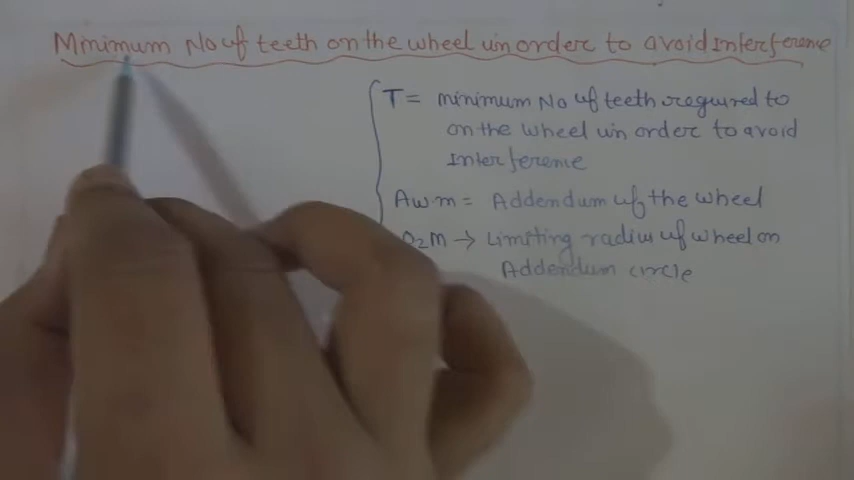 Minimum No of teeth on the wheel in order to avoid Interference
T = minimum No of teeth required to
on the wheel in order to avoid
Interference
Aw.m = Addendum of the wheel
O2M → Limiting radius of wheel on
Addendum circle